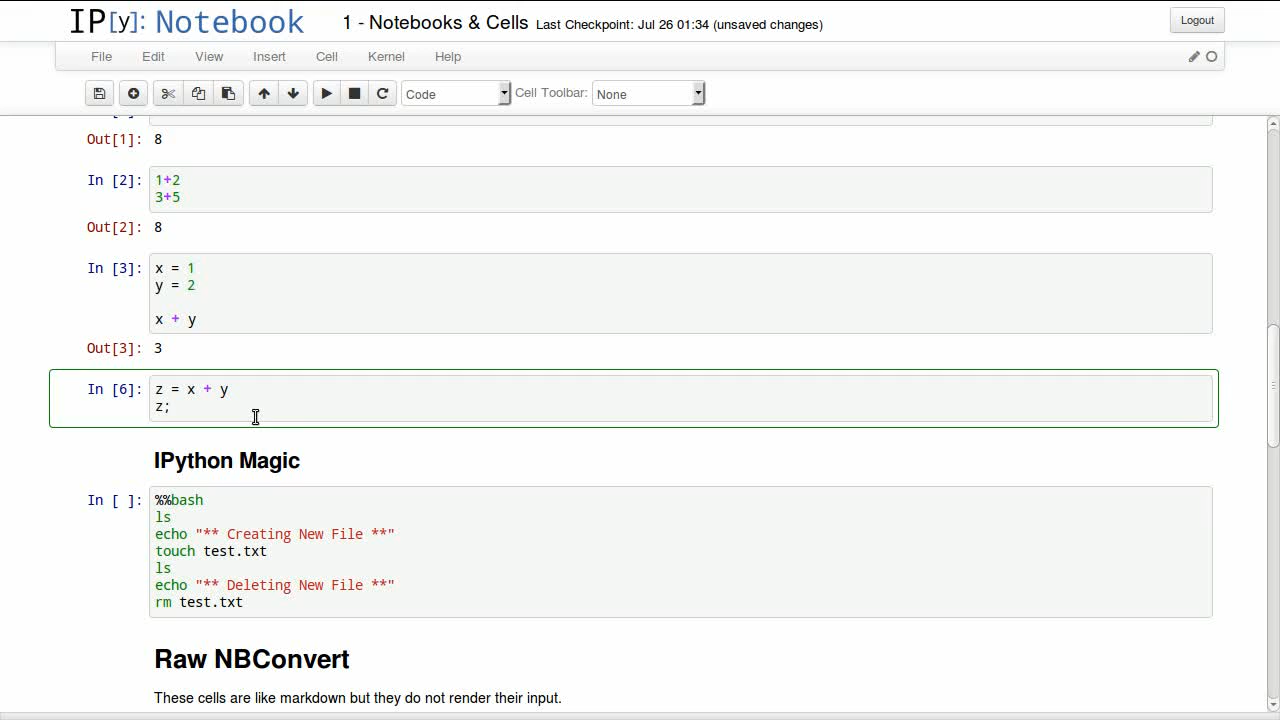 IP[y]: Notebook 1 - Notebooks & Cells Last Checkpoint: Jul 26 01:34 (unsaved changes) Logout
File Edit View Insert Cell Kernel Help
Code Cell Toolbar: None
Out[1]: 8
In [2]: 1+2
3+5
Out[2]: 8
In [3]: x = 1
y = 2
x + y
Out[3]: 3
In [6]: z = x + y
z;
IPython Magic
In [ ]: %%bash
ls
echo "** Creating New File **"
touch test.txt
ls
echo "** Deleting New File **"
rm test.txt
Raw NBConvert
These cells are like markdown but they do not render their input.